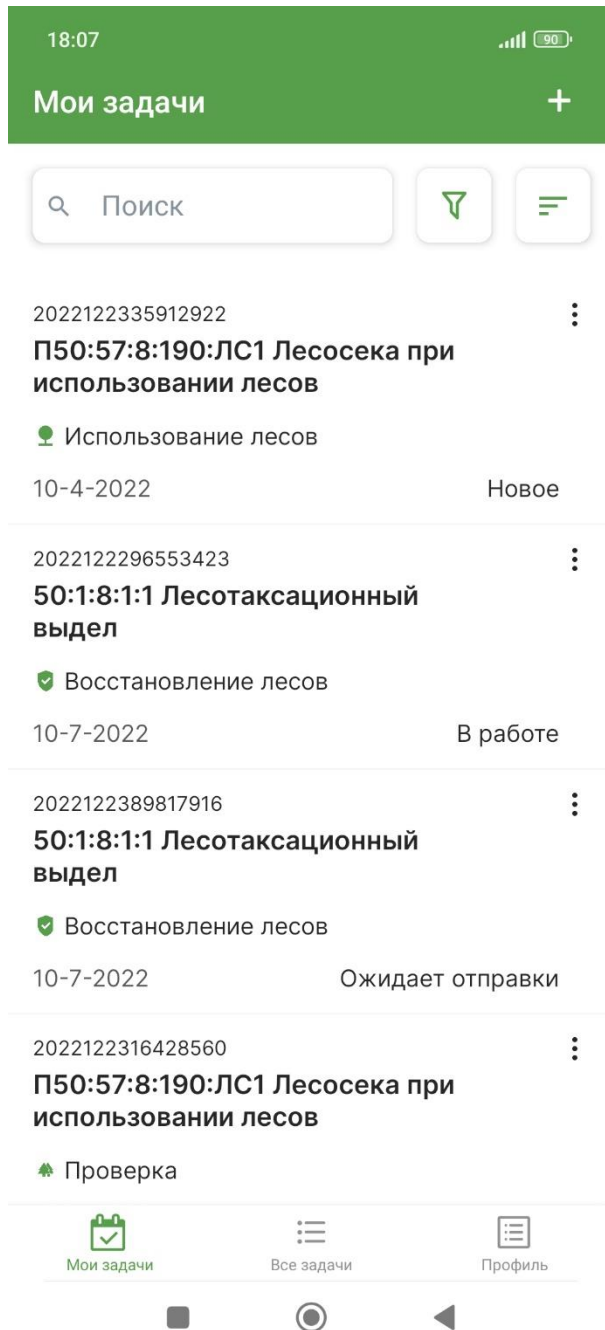 18:07
90
Мои задачи
Поиск
2022122335912922
П50:57:8:190:ЛС1 Лесосека при
использовании лесов
Использование лесов
10-4-2022 Новое
2022122296553423
50:1:8:1:1 Лесотаксационный
выдел
Восстановление лесов
10-7-2022 В работе
2022122389817916
50:1:8:1:1 Лесотаксационный
выдел
Восстановление лесов
10-7-2022 Ожидает отправки
2022122316428560
П50:57:8:190:ЛС1 Лесосека при
использовании лесов
Проверка
Мои задачи Все задачи Профиль